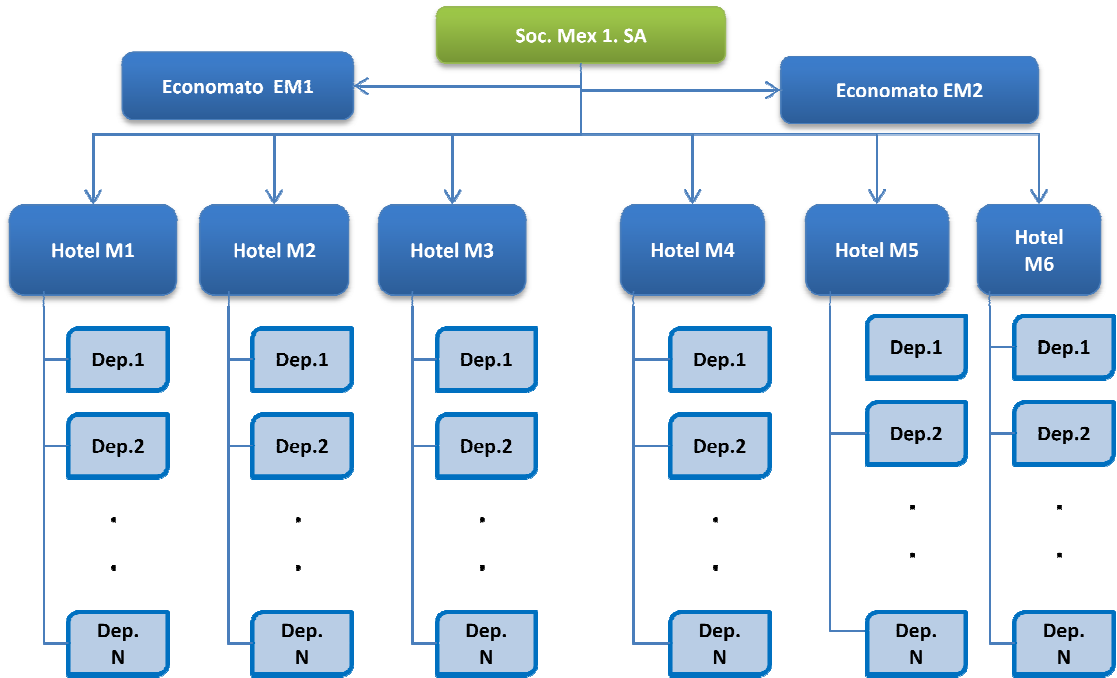 Soc. Mex 1. SA
Economato EM1
Economato EM2
Hotel M1
Hotel M2
Hotel M3
Hotel M4
Hotel M5
Hotel
M6
Dep.1
Dep.1
Dep.1
Dep.1
Dep.1
Dep.1
Dep.2
Dep.2
Dep.2
Dep.2
Dep.2
Dep.2
Dep.
N
Dep.
N
Dep.
N
Dep.
N
Dep.
N
Dep.
N